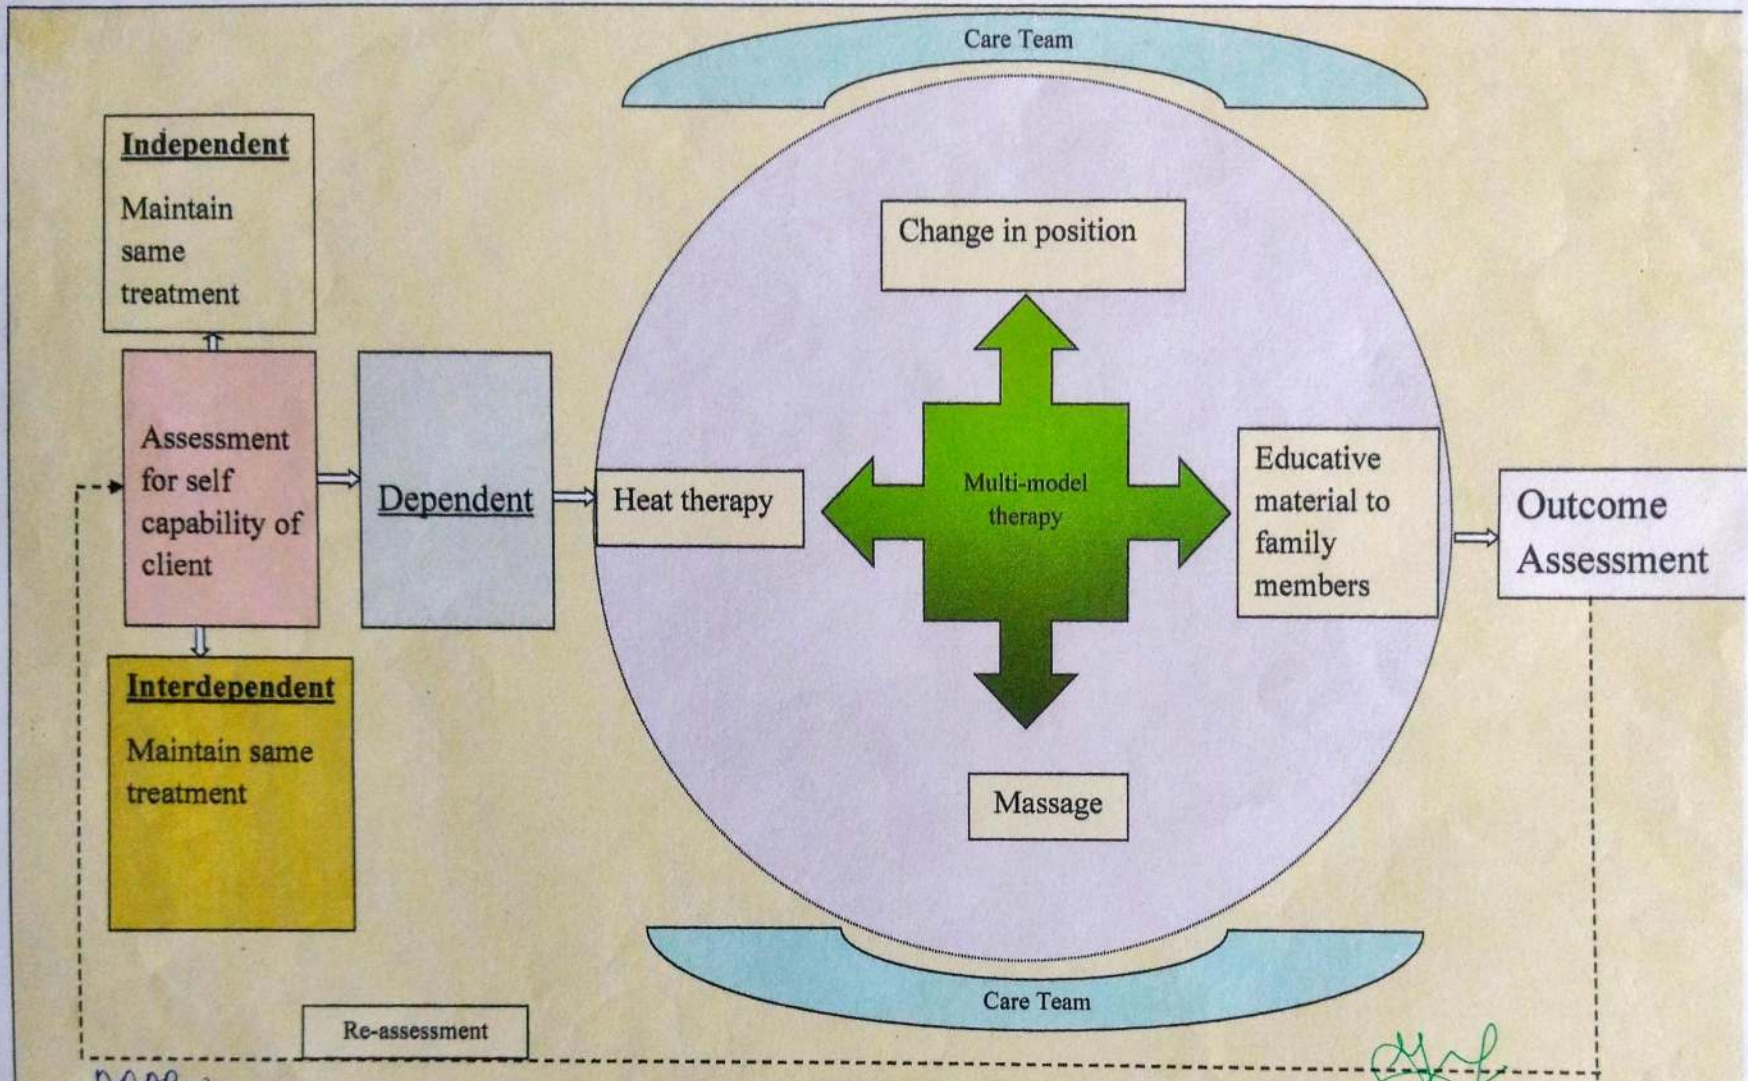 Care Team
Independent
Maintain
same
treatment
Change in position
Assessment
for self
capability of
client
Dependent
Heat therapy
Multi-model
therapy
Educative
material to
family
members
Outcome
Assessment
Interdependent
Maintain same
treatment
Massage
Care Team
Re-assessment